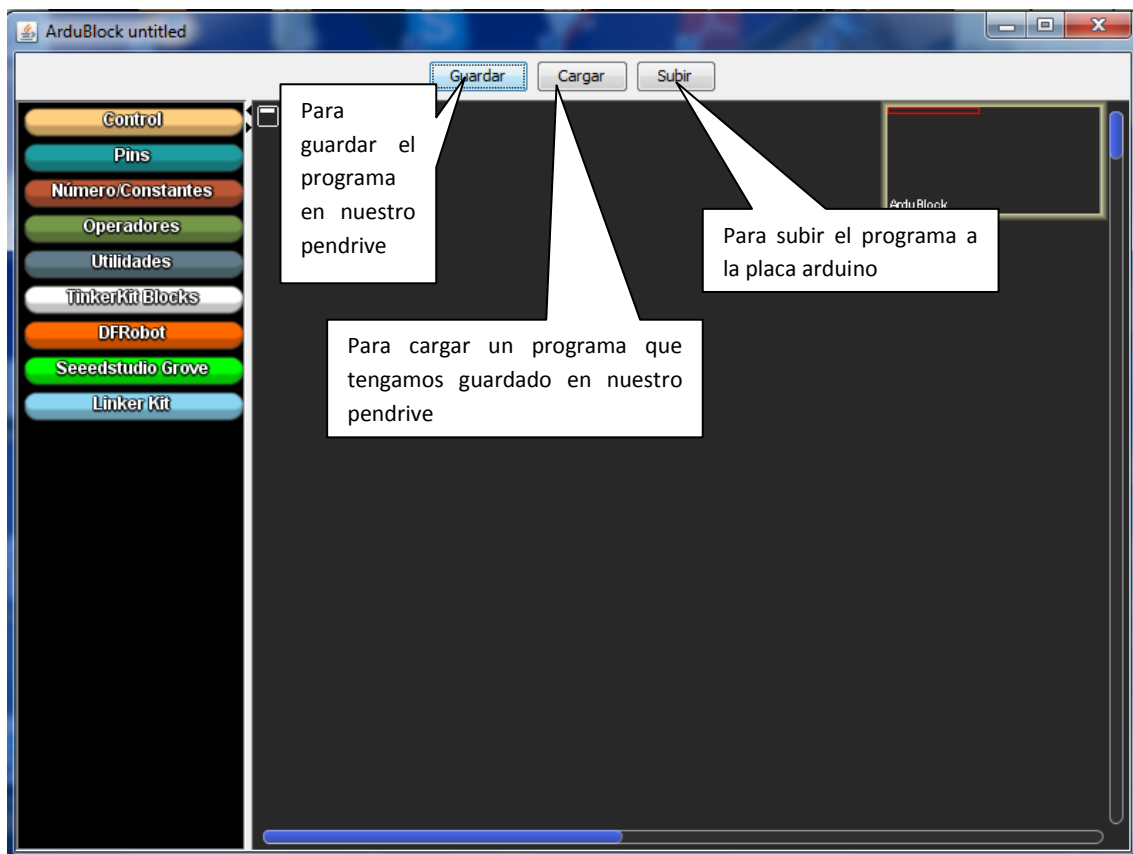 ArduBlock untitled
Guardar Cargar Subir
Control
Pins
Número/Constantes
Operadores
Utilidades
TinkerKit Blocks
DFRobot
Seeedstudio Grove
Linker Kit
Para
guardar el
programa
en nuestro
pendrive
ArduBlock
Para subir el programa a
la placa arduino
Para cargar un programa que
tengamos guardado en nuestro
pendrive